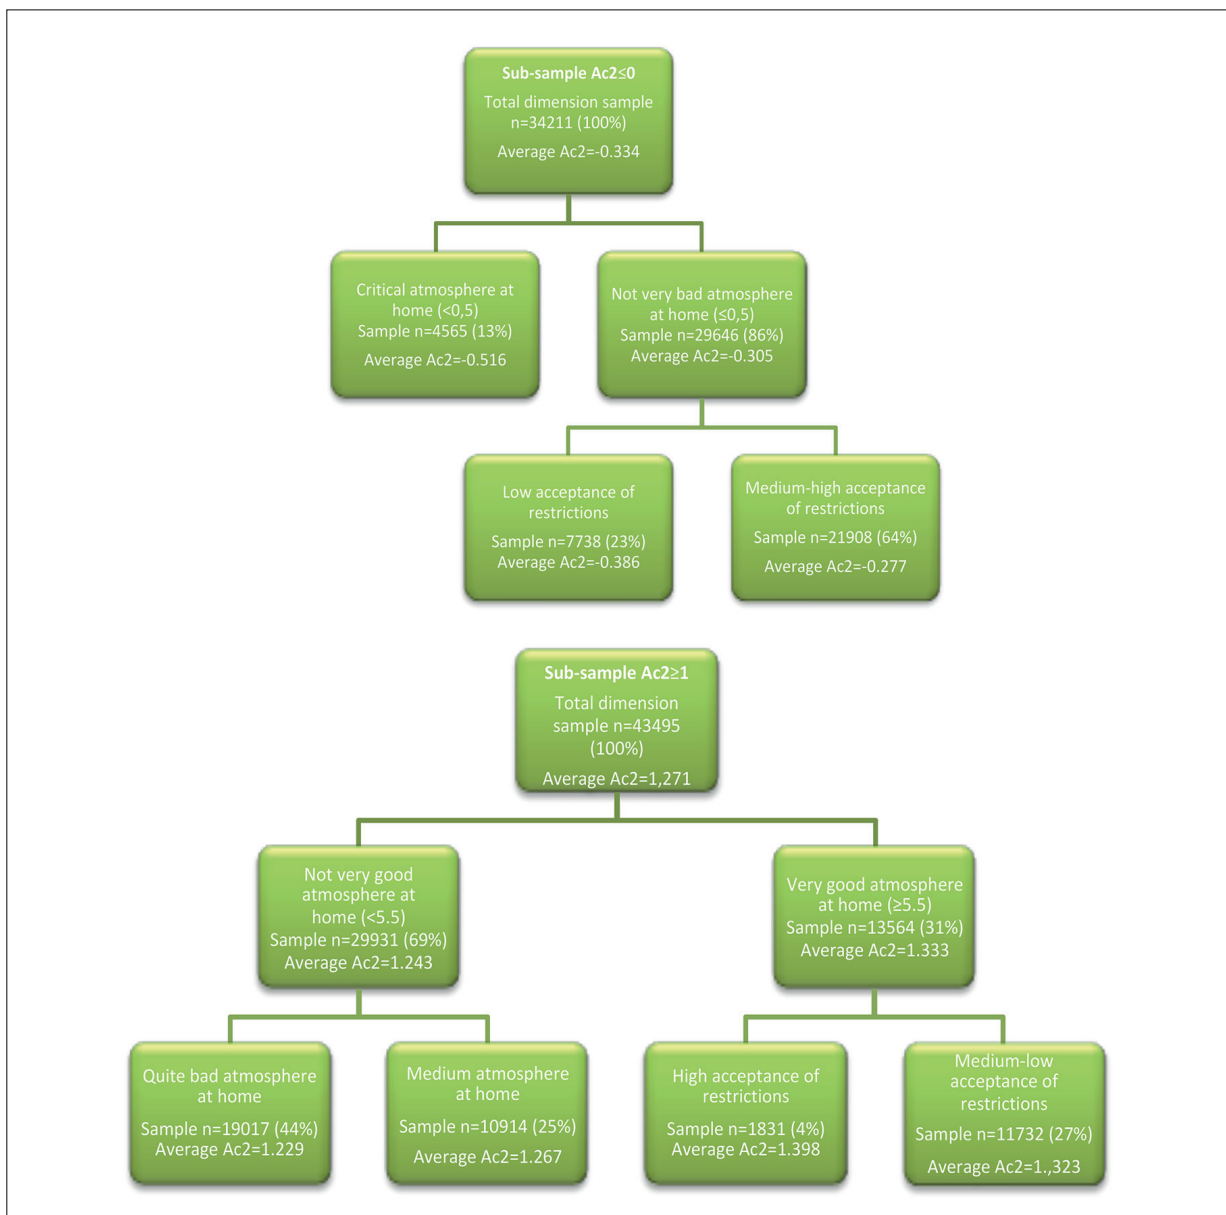 Sub-sample Ac2≤0
Total dimension sample
n=34211 (100%)
Average Ac2=-0.334
Critical atmosphere at
home (<0,5)
Sample n=4565 (13%)
Average Ac2=-0.516
Not very bad atmosphere
at home (≤0,5)
Sample n=29646 (86%)
Average Ac2=-0.305
Low acceptance of
restrictions
Sample n=7738 (23%)
Average Ac2=-0.386
Medium-high acceptance
of restrictions
Sample n=21908 (64%)
Average Ac2=-0.277
Sub-sample Ac2≥1
Total dimension
sample n=43495
(100%)
Average Ac2=1,271
Not very good
atmosphere at
home (<5.5)
Sample n=29931 (69%)
Average Ac2=1.243
Very good atmosphere
at home (≥5.5)
Sample n=13564 (31%)
Average Ac2=1.333
Quite bad atmosphere
at home
Sample n=19017 (44%)
Average Ac2=1.229
Medium atmosphere
at home
Sample n=10914 (25%)
Average Ac2=1.267
High acceptance of
restrictions
Sample n=1831 (4%)
Average Ac2=1.398
Medium-low
acceptance of
restrictions
Sample n=11732 (27%)
Average Ac2=1.,323